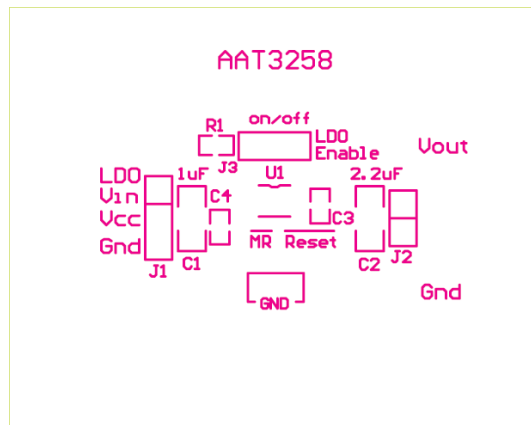 AAT3258
on/off
R1
LDO
Enable
J3
Vout
LDO
1uF
U1
2.2uF
Vin
C4
Vcc
C3
Gnd
MR Reset
J1
C1
C2
J2
GND
Gnd